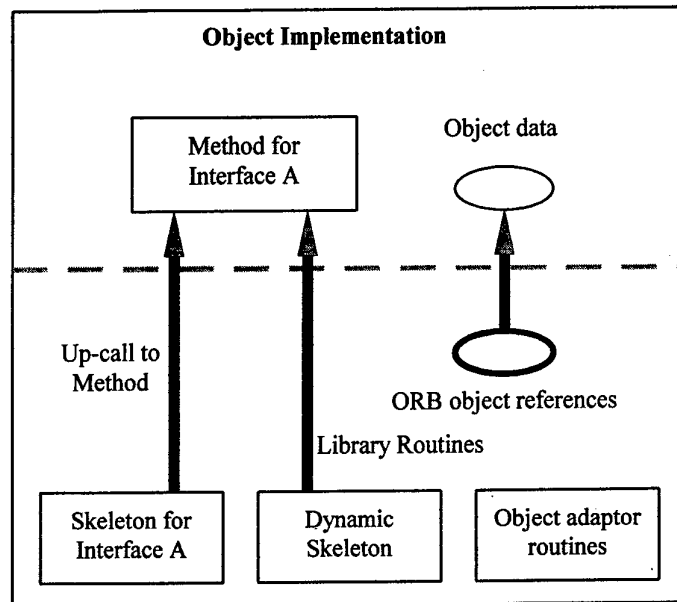 Object Implementation
Method for
Interface A
Object data
Up-call to
Method
ORB object references
Library Routines
Skeleton for
Interface A
Dynamic
Skeleton
Object adaptor
routines